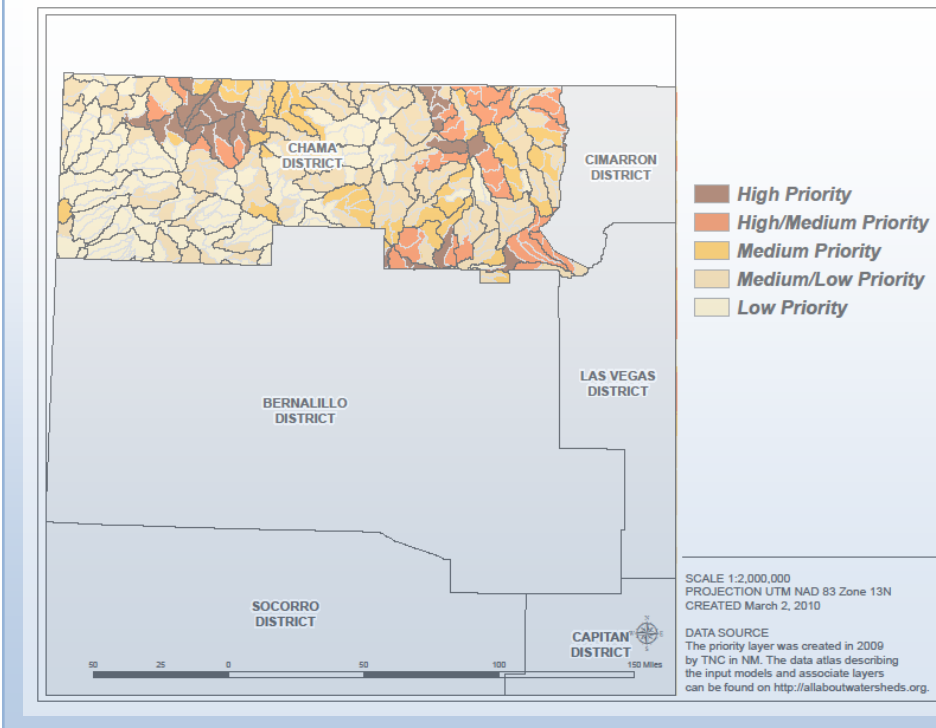 CHAMA
DISTRICT
CIMARRON
DISTRICT
High Priority
High/Medium Priority
Medium Priority
Medium/Low Priority
Low Priority
LAS VEGAS
DISTRICT
BERNALILLO
DISTRICT
SOCORRO
DISTRICT
CAPITAN
DISTRICT
50 25 0 50 100 150 Miles
SCALE 1:2,000,000
PROJECTION UTM NAD 83 Zone 13N
CREATED March 2, 2010
DATA SOURCE
The priority layer was created in 2009
by TNC in NM. The data atlas describing
the input models and associate layers
can be found on http://allaboutwatersheds.org.